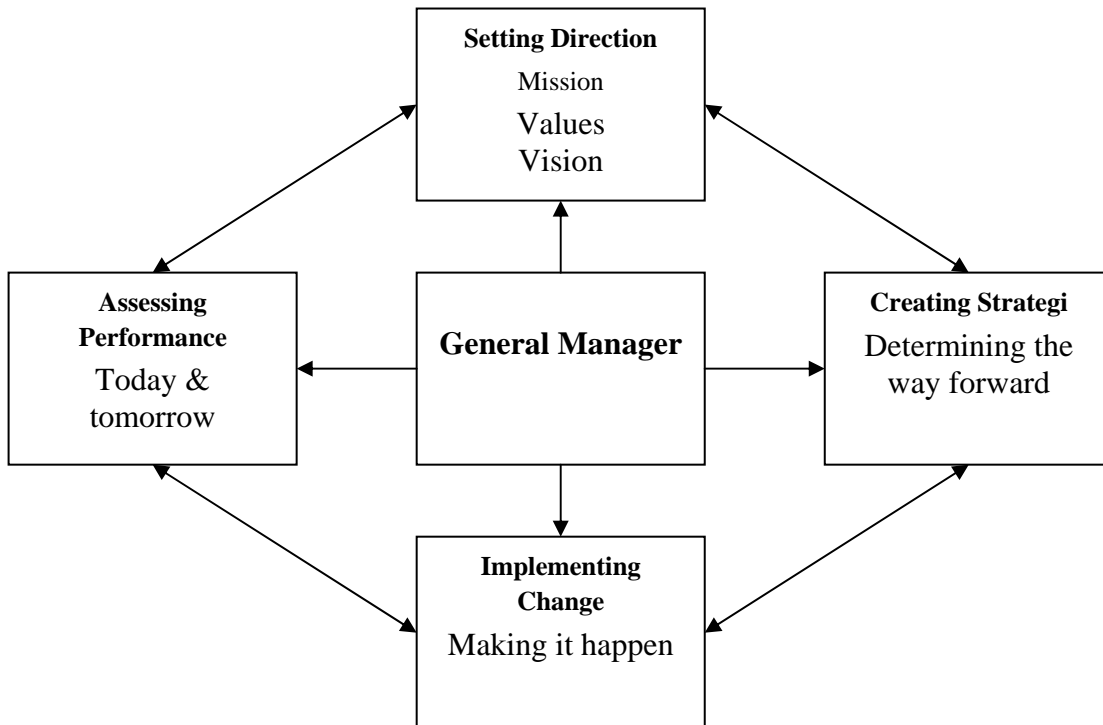 Setting Direction
Mission
Values
Vision
Assessing
Performance
Today &
tomorrow
General Manager
Creating Strategi
Determining the
way forward
Implementing
Change
Making it happen